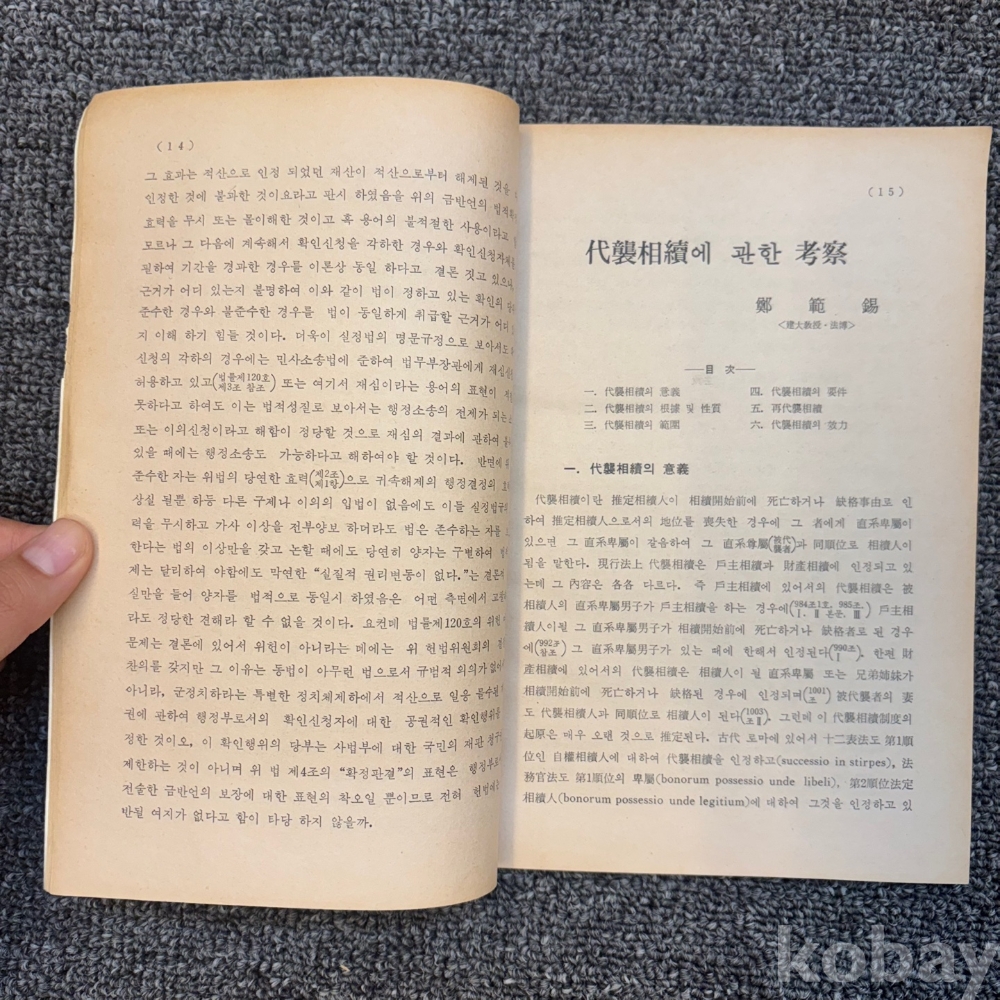 (14)
그 효과는 적산으로 인정 되었던 재산이 적산으로부터 해제된 것을
인정한 것에 불과한 것이요라고 판시 하였음을 위의 금반언의 법적
효력을 무시 또는 몰이해한 것이고 혹 용어의 불적절한 사용이라고
모르나 그 다음에 계속해서 확인신청을 각하한 경우와 확인신청자체를
필하여 기간을 경과한 경우를 이론상 동일 하다고 결론 짓고 있으나
근거가 어디 있는지 불명하여 이와 같이 법이 정하고 있는 확인의
준수한 경우와 불준수한 경우를 법이 동일하게 취급할 근거가 어디
지 이해 하기 힘들 것이다. 더욱이 실정법의 명문규정으로 보아서도
신청의 각하의 경우에는 민사소송법에 준하여 법무부장관에게 재심
허용하고 있고(법률제120호 제3조 참조) 또는 여기서 재심이라는 용어의 표현이
못하다고 하여도 이는 법적성질로 보아서는 행정소송의 전제가 되는
또는 이의신청이라고 해함이 정당할 것으로 재심의 결과에 관하여
있을 때에는 행정소송도 가능하다고 해하여야 할 것이다. 반면에
준수한 자는 위법의 당연한 효력(제2조 제1항)으로 귀속해제의 행정결정의
상실 될뿐 하등 다른 구제나 이의의 입법이 없음에도 이들 실정법규의
력을 무시하고 가사 이상을 전부양보 하더라도 법은 존수하는 자를
한다는 법의 이상만을 갖고 논할 때에도 당연히 양자는 구별하여
제는 달리하여 야함에도 막연한 “실질적 권리변동이 없다.”는 결론에
실만을 들어 양자를 법적으로 동일시 하였음은 어떤 측면에서
라도 정당한 견해라 할 수 없을 것이다. 요컨데 법률제120호의 위헌
문제는 결론에 있어서 위헌이 아니라는 데에는 위 헌법위원회의
찬의를 갖지만 그 이유는 동법이 아무런 법으로서 규범적 의의가 없어서
아니라, 군정치하라는 특별한 정치체제하에서 적산으로 일응 몰수된
권에 관하여 행정부로서의 확인신청자에 대한 공권적인 확인행위를
정한 것이오, 이 확인행위의 당부는 사법부에 대한 국민의 재판 청구
제한하는 것이 아니며 위 법 제4조의 “확정판결”의 표현은 행정부로
전술한 금반언의 보장에 대한 표현의 착오일 뿐이므로 전혀 헌법에
반될 여지가 없다고 함이 타당 하지 않을까.
(15)
代襲相續에 관한 考察
鄭範錫
<建大敎授·法博>
──目次──
一. 代襲相續의 意義 四. 代襲相續의 要件
二. 代襲相續의 根據 및 性質 五. 再代襲相續
三. 代襲相續의 範圍 六. 代襲相續의 效力
一. 代襲相續의 意義
代襲相續이란 推定相續人이 相續開始前에 死亡하거나 缺格事由로 인
하여 推定相續人으로서의 地位를 喪失한 경우에 그 者에게 直系卑屬이
있으면 그 直系卑屬이 갈음하여 그 直系尊屬(被代襲者)과 同順位로 相續人이
됨을 말한다. 現行法上 代襲相續은 戶主相續과 財產相續에 인정되고 있
는데 그 內容은 各各 다르다. 즉 戶主相續에 있어서의 代襲相續은 被
相續人의 直系卑屬男子가 戶主相續을 하는 경우에(984조1호, 985조 Ⅰ. Ⅱ 본문, Ⅲ) 戶主相
續人이될 그 直系卑屬男子가 相續開始前에 死亡하거나 缺格者로 된 경우
에(992조 참조) 그 直系卑屬男子가 있는 때에 한해서 인정된다(990조 Ⅰ). 한편 財
產相續에 있어서의 代襲相續은 相續人이 될 直系卑屬 또는 兄弟姉妹가
相續開始前에 死亡하거나 缺格된 경우에 인정되며(1001조) 被代襲者의 妻
도 代襲相續人과 同順位로 相續人이 된다(1003조 Ⅱ). 그런데 이 代襲相續制度의
起原은 매우 오랜 것으로 推定된다. 古代 로마에 있어서 十二表法도 第1順
位인 自權相續人에 대하여 代襲相續을 인정하고(successio in stirpes), 法
務官法도 第1順位의 卑屬(bonorum possessio unde libeli), 第2順位法定
相續人(bonorum possessio unde legitium)에 대하여 그것을 인정하고 있
kobay